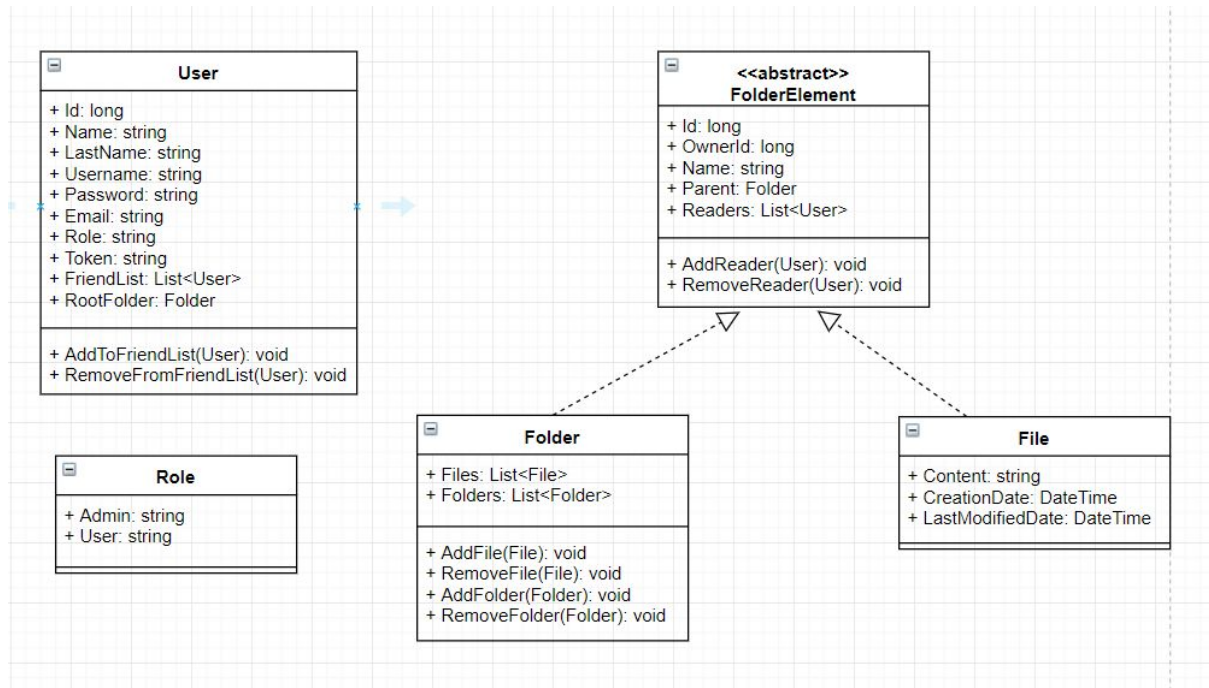 User
+ Id: long
+ Name: string
+ LastName: string
+ Username: string
+ Password: string
+ Email: string
+ Role: string
+ Token: string
+ FriendList: List<User>
+ RootFolder: Folder
+ AddToFriendList(User): void
+ RemoveFromFriendList(User): void
<<abstract>>
FolderElement
+ Id: long
+ OwnerId: long
+ Name: string
+ Parent: Folder
+ Readers: List<User>
+ AddReader(User): void
+ RemoveReader(User): void
Role
+ Admin: string
+ User: string
Folder
+ Files: List<File>
+ Folders: List<Folder>
+ AddFile(File): void
+ RemoveFile(File): void
+ AddFolder(Folder): void
+ RemoveFolder(Folder): void
File
+ Content: string
+ CreationDate: DateTime
+ LastModifiedDate: DateTime